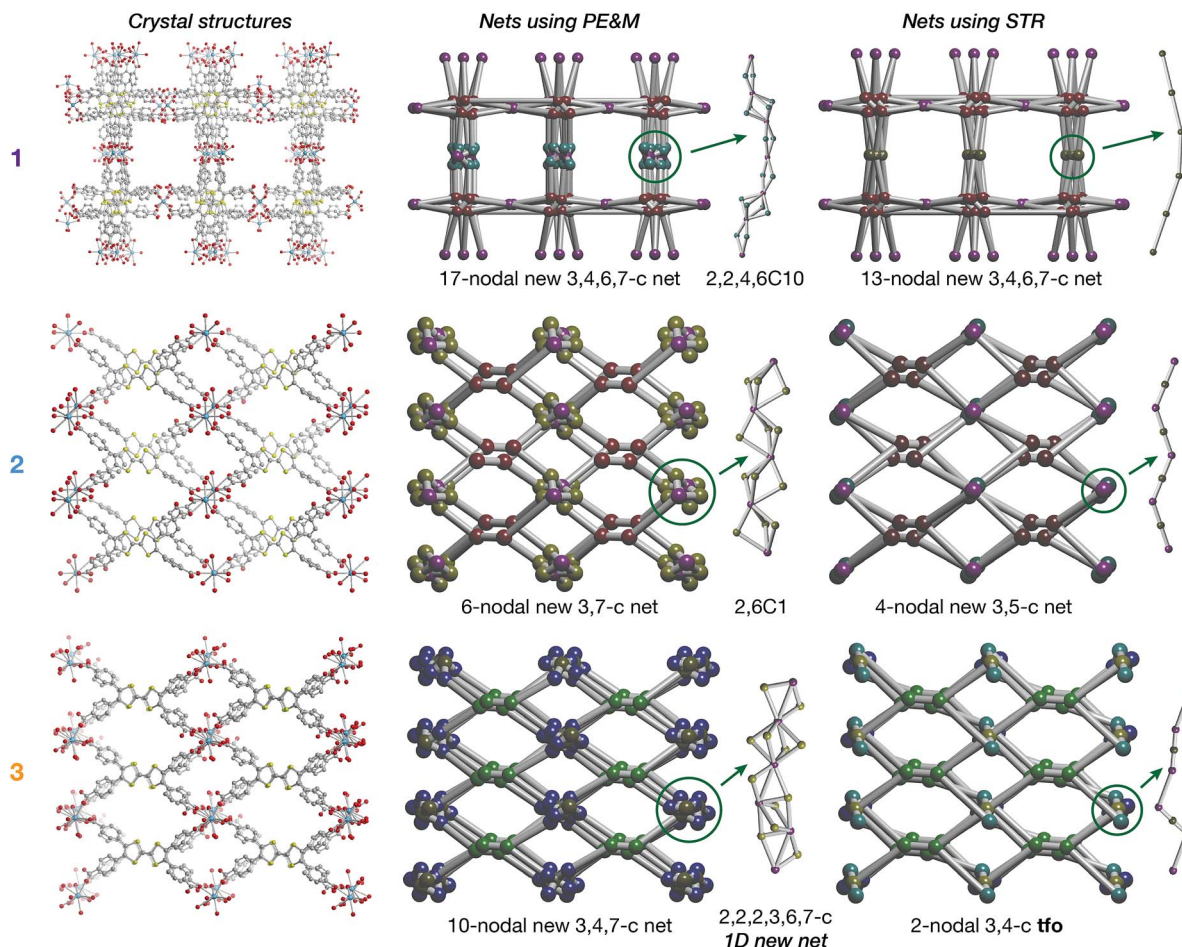 Crystal structures
Nets using PE&M
Nets using STR
1
17-nodal new 3,4,6,7-c net
2,2,4,6C10
13-nodal new 3,4,6,7-c net
2
6-nodal new 3,7-c net
2,6C1
4-nodal new 3,5-c net
3
10-nodal new 3,4,7-c net
2,2,2,3,6,7-c
1D new net
2-nodal 3,4-c tfo